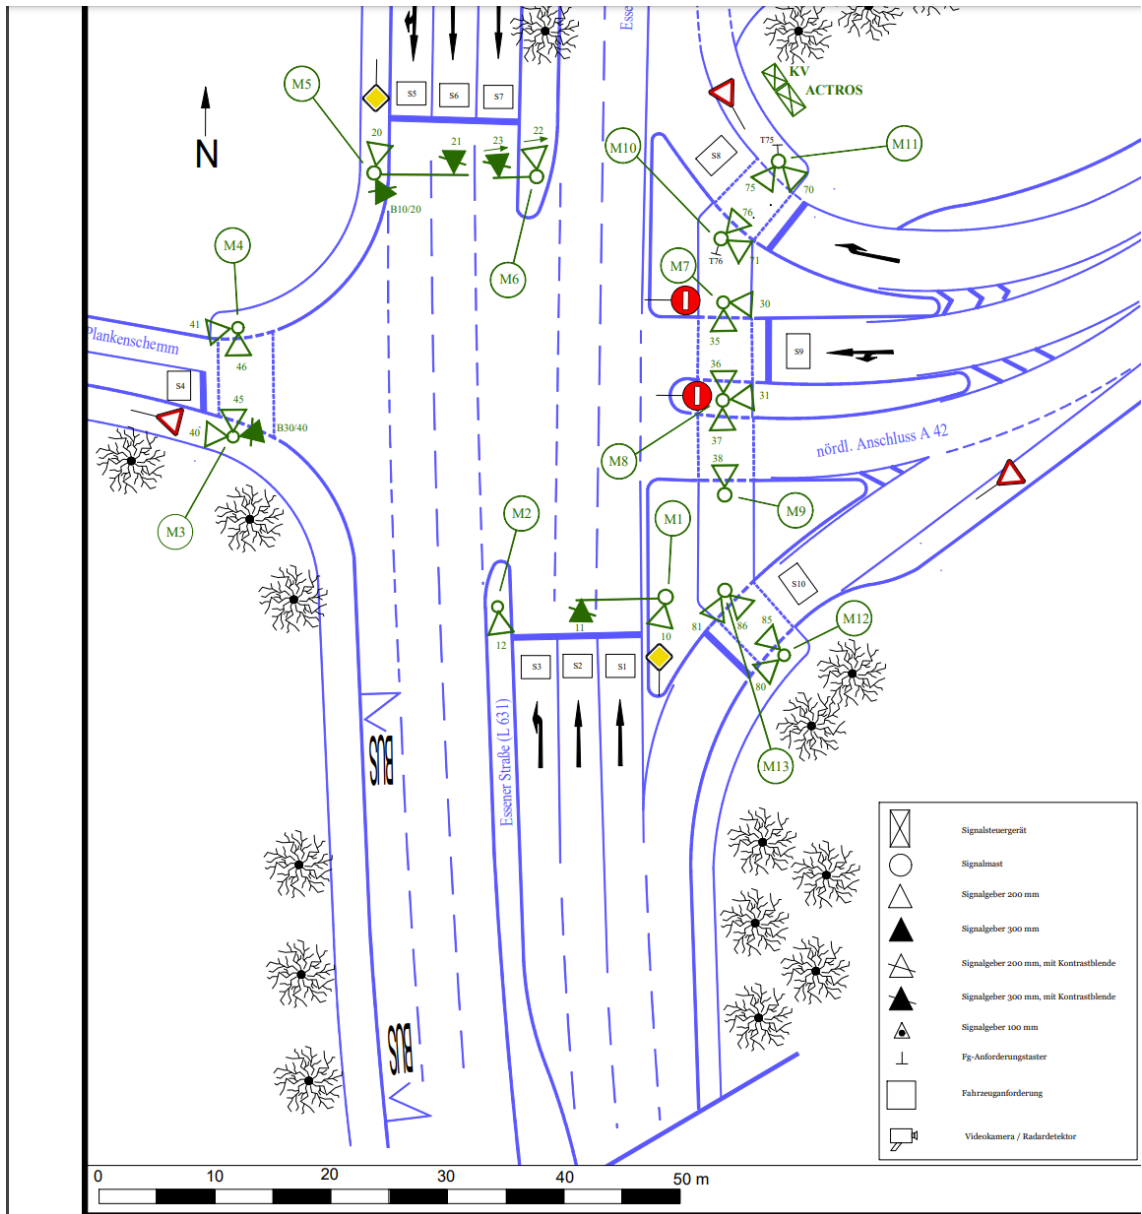 Essene
KV
ACTROS
M5
S5
S6
S7
20
21
23
22
S8
T75
M11
M10
75
70
N
B10/20
76
M4
M6
T76
71
M7
30
41
Plankenschemm
46
35
S9
S4
36
45
31
40
B30/40
37
nördl. Anschluss A 42
M8
38
M3
M2
M1
M9
S10
81
86
85
M12
12
11
10
80
S3
S2
S1
Essener Straße (L 631)
BUS
M13
Signalsteuergerät
Signalmast
Signalgeber 200 mm
Signalgeber 300 mm
Signalgeber 200 mm, mit Kontrastblende
Signalgeber 300 mm, mit Kontrastblende
Signalgeber 100 mm
Fg-Anforderungstaster
BUS
Fahrzeuganforderung
Videokamera / Radardetektor
0
10
20
30
40
50 m